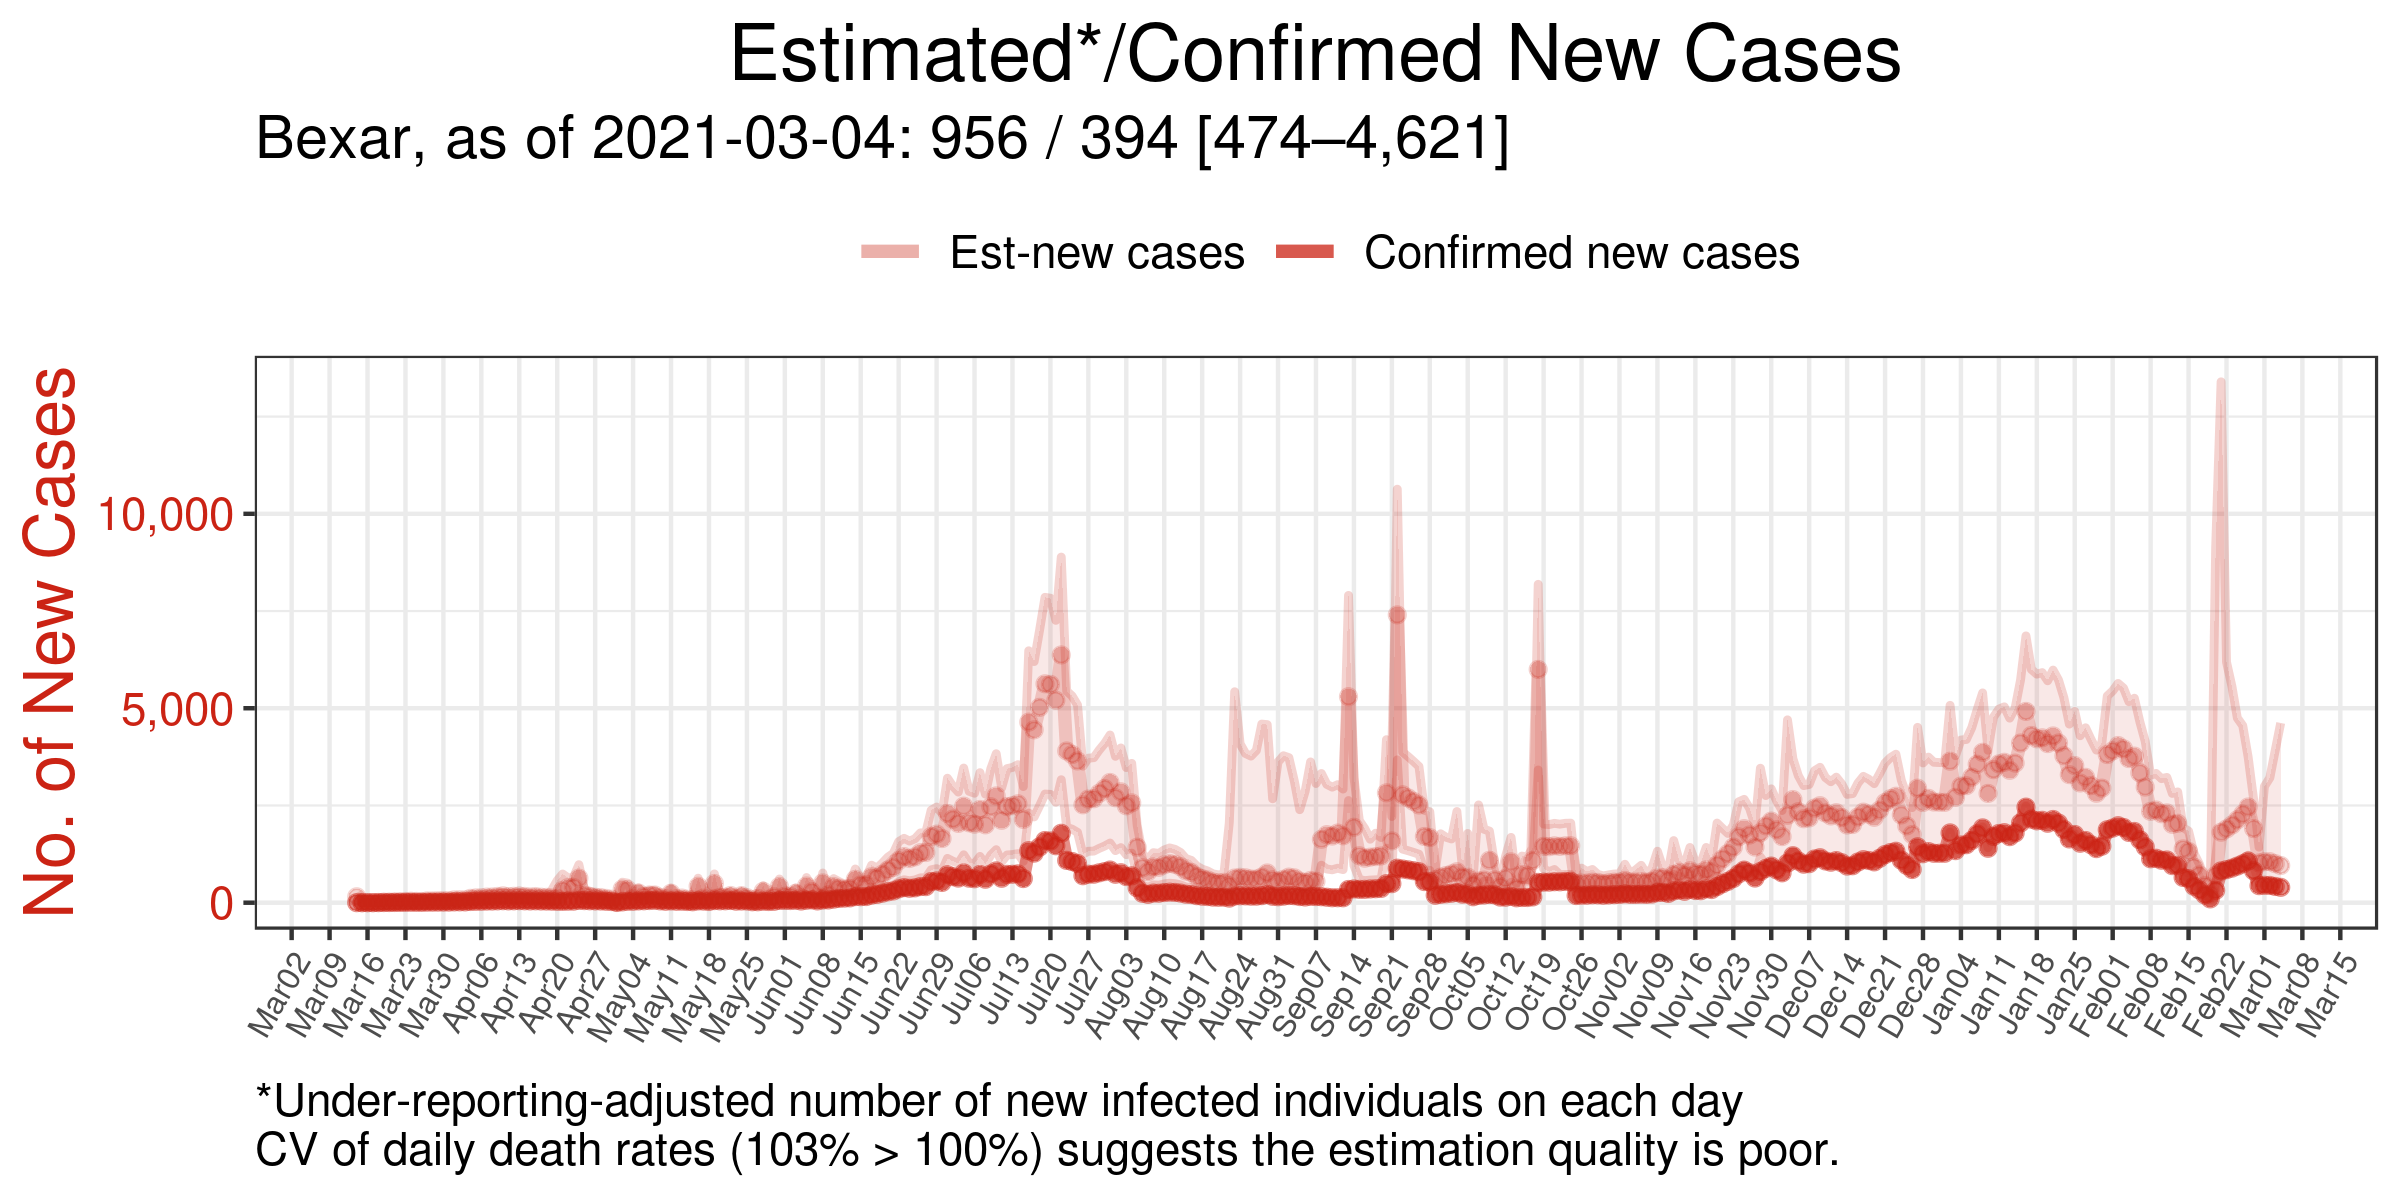 Estimated*/Confirmed New Cases
Bexar, as of 2021-03-04: 956 / 394 [474–4,621]
Est-new cases Confirmed new cases
No. of New Cases
10,000
5,000
0
Mar02 Mar09 Mar16 Mar23 Mar30 Apr06 Apr13 Apr20 Apr27 May04 May11 May18 May25 Jun01 Jun08 Jun15 Jun22 Jun29 Jul06 Jul13 Jul20 Jul27 Aug03 Aug10 Aug17 Aug24 Aug31 Sep07 Sep14 Sep21 Sep28 Oct05 Oct12 Oct19 Oct26 Nov02 Nov09 Nov16 Nov23 Nov30 Dec07 Dec14 Dec21 Dec28 Jan04 Jan11 Jan18 Jan25 Feb01 Feb08 Feb15 Feb22 Mar01 Mar08 Mar15
*Under-reporting-adjusted number of new infected individuals on each day
CV of daily death rates (103% > 100%) suggests the estimation quality is poor.